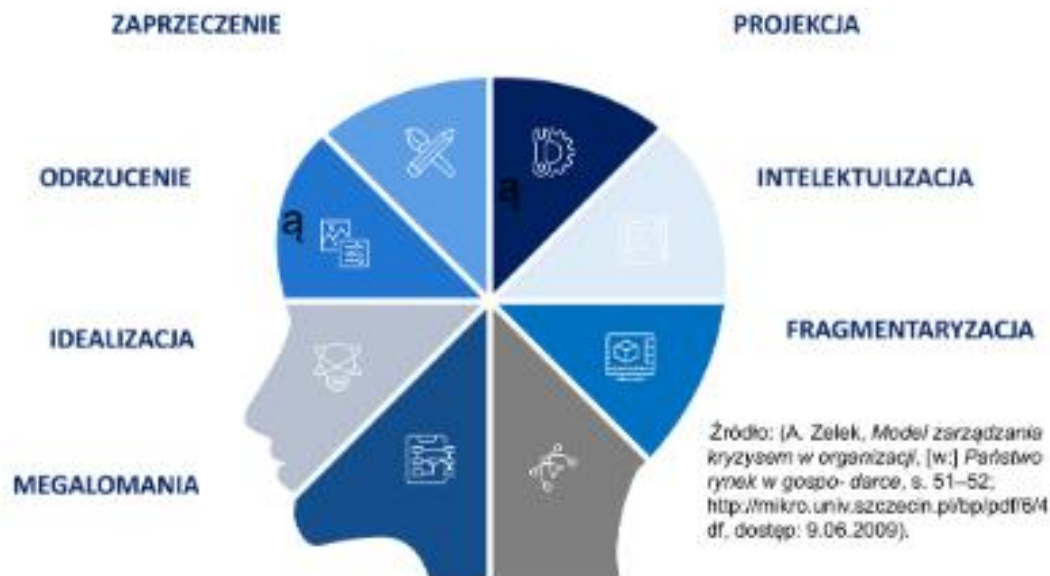 ZAPRZECZENIE
PROJEKCJA
ODRZUCENIE
INTELEKTULIZACJA
ą
ą
IDEALIZACJA
FRAGMENTARYZACJA
MEGALOMANIA
Źródło: (A. Zelek, Model zarządzania
kryzysem w organizacji, [w:] Państwo
rynek w gospo- darce, s. 51–52;
http://mikro.univ.szczecin.pl/bp/pdf/6/4
df, dostęp: 9.06.2009).